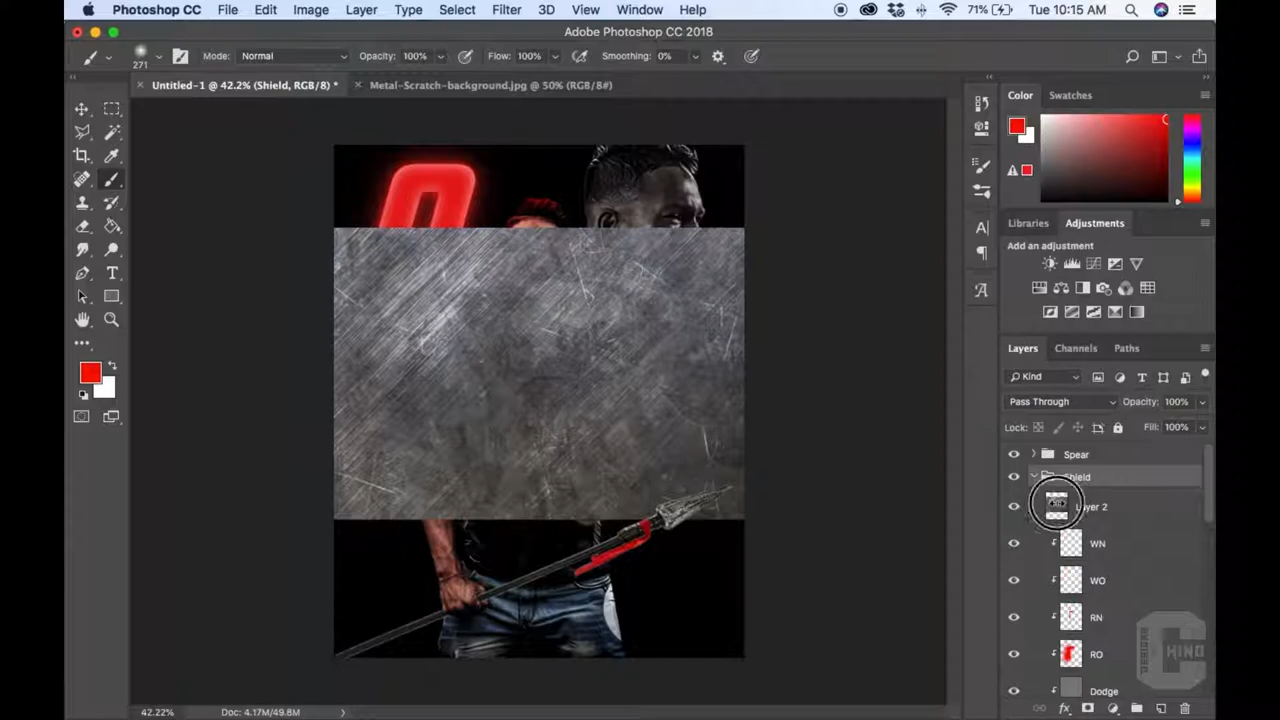 Photoshop CC File Edit Image Layer Type Select Filter 3D View Window Help 71% Tue 10:15 AM
Adobe Photoshop CC 2018
271 Mode: Normal Opacity: 100% Flow: 100% Smoothing: 0%
Untitled-1 @ 42.2% (Shield, RGB/8) * Metal-Scratch-background.jpg @ 50% (RGB/8#)
Color Swatches
Libraries Adjustments
Add an adjustment
Layers Channels Paths
Kind
Pass Through Opacity: 100%
Lock: Fill: 100%
Spear
Shield
Layer 2
WN
WO
RN
RO
Dodge
DESIGNS
HINO
42.22% Doc: 4.17M/49.8M